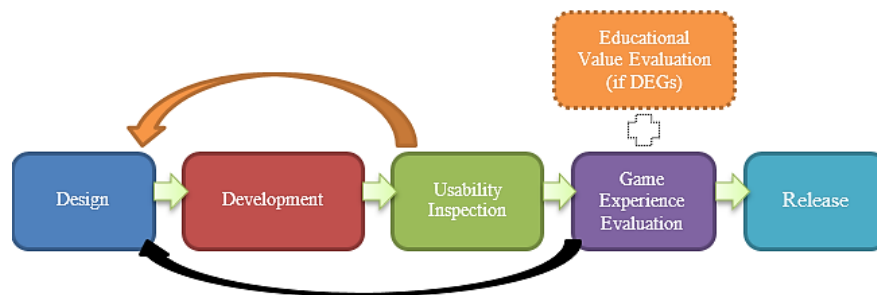 Educational
Value Evaluation
(if DEGs)
Design
Development
Usability
Inspection
Game
Experience
Evaluation
Release